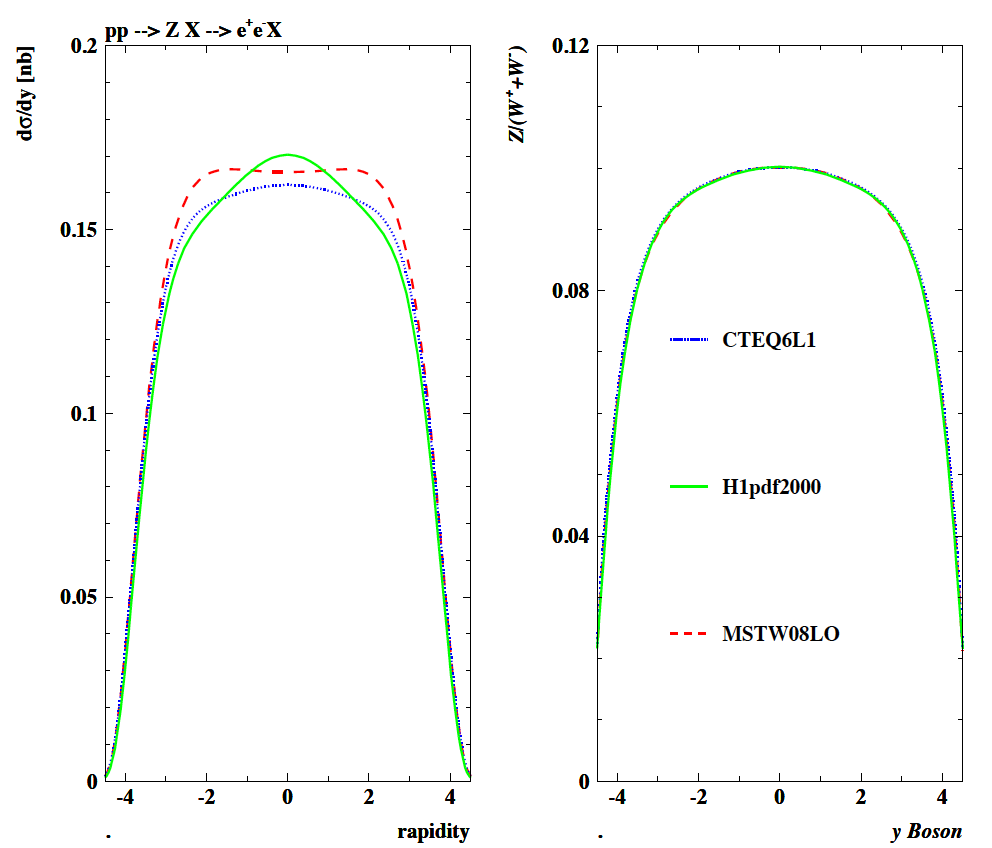 pp --> Z X --> e⁺e⁻X
dσ/dy [nb]
0.2
0.15
0.1
0.05
0
-4 -2 0 2 4
. rapidity
Z/(W⁺+W⁻)
0.12
0.08
0.04
0
CTEQ6L1
H1pdf2000
MSTW08LO
-4 -2 0 2 4
. y Boson